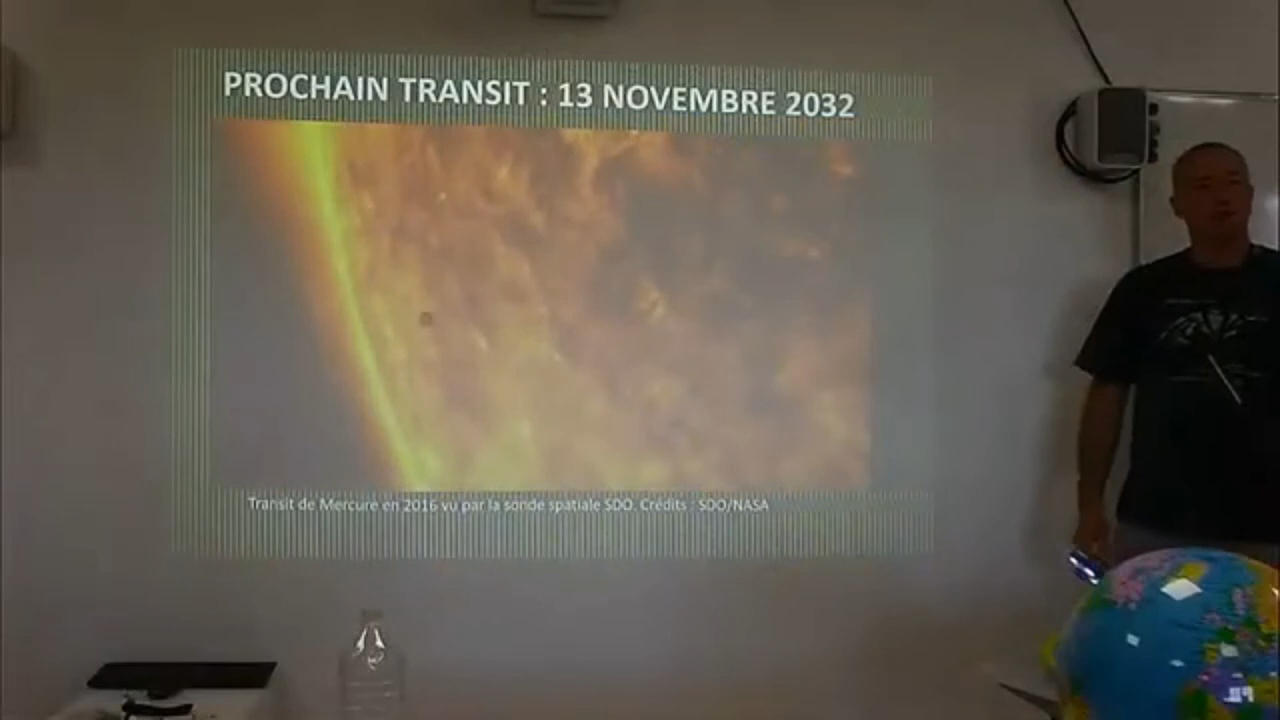 PROCHAIN TRANSIT : 13 NOVEMBRE 2032
Transit de Mercure en 2016 vu par la sonde spatiale SDO. Crédits : SDO/NASA